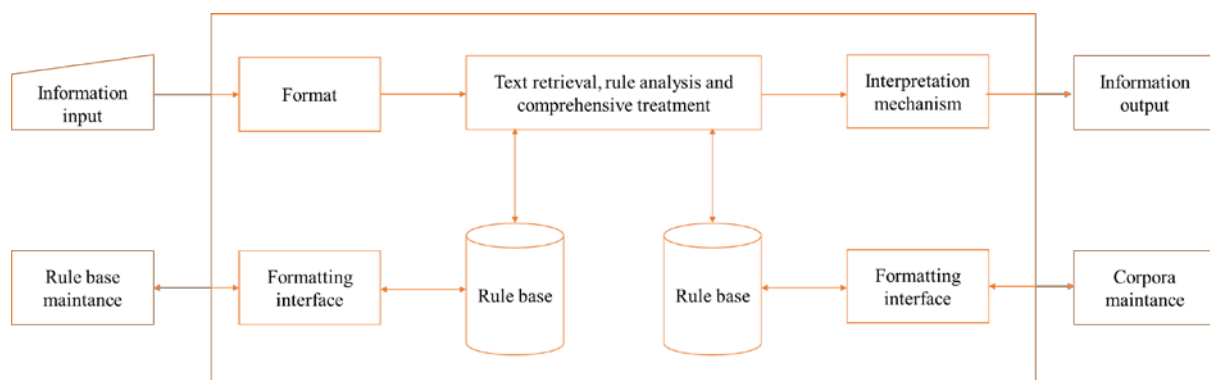 Information
input
Format
Text retrieval, rule analysis and
comprehensive treatment
Interpretation
mechanism
Information
output
Rule base
maintance
Formatting
interface
Rule base
Rule base
Formatting
interface
Corpora
maintance